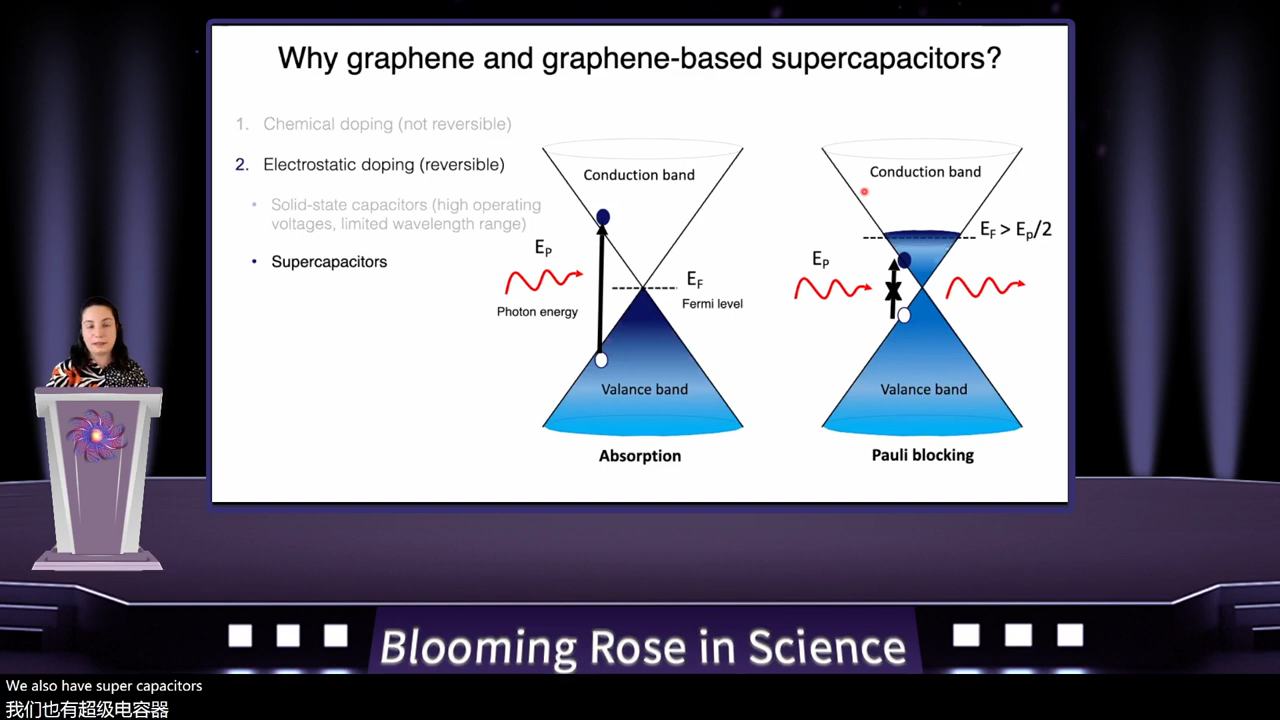 Why graphene and graphene-based supercapacitors?
1. Chemical doping (not reversible)
2. Electrostatic doping (reversible)
• Solid-state capacitors (high operating
voltages, limited wavelength range)
• Supercapacitors
Conduction band
EP
Photon energy
EF
Fermi level
Valance band
Absorption
Conduction band
EF > Ep/2
EP
Valance band
Pauli blocking
Blooming Rose in Science
We also have super capacitors
我们也有超级电容器